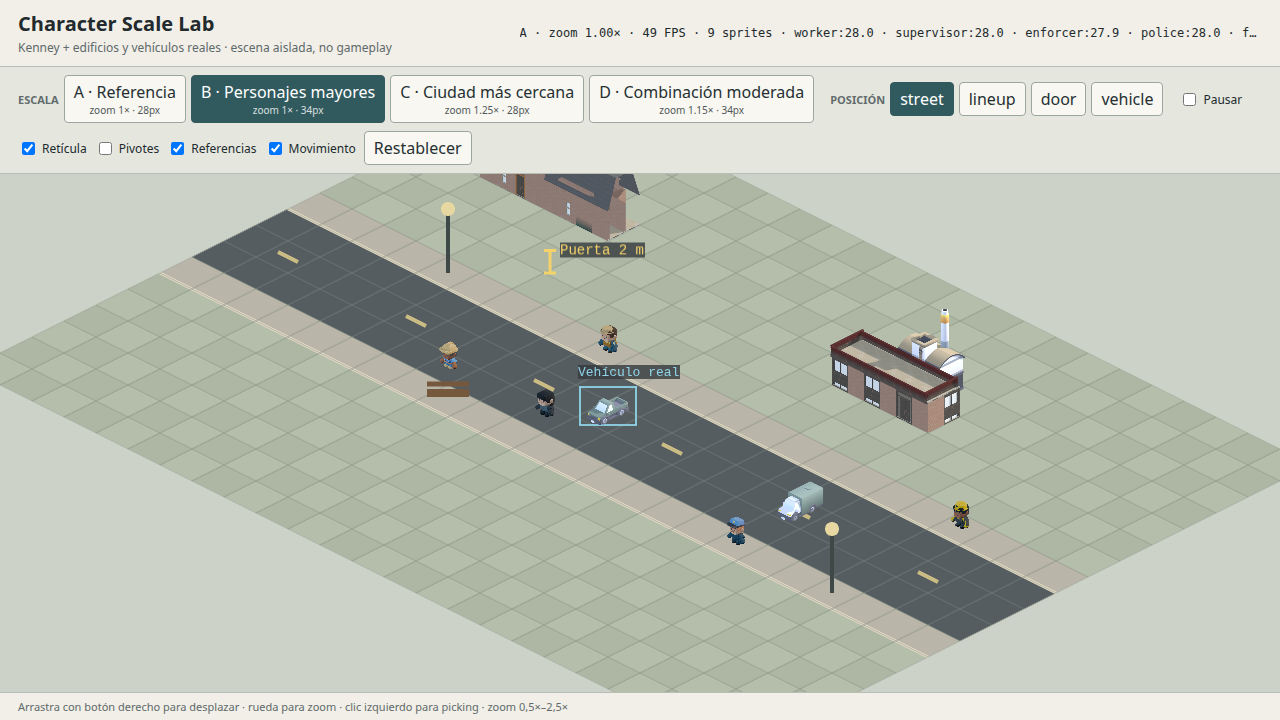 Character Scale Lab
Kenney + edificios y vehículos reales · escena aislada, no gameplay
A · zoom 1.00× · 49 FPS · 9 sprites · worker:28.0 · supervisor:28.0 · enforcer:27.9 · police:28.0 · f…
ESCALA
A · Referencia
zoom 1× · 28px
B · Personajes mayores
zoom 1× · 34px
C · Ciudad más cercana
zoom 1.25× · 28px
D · Combinación moderada
zoom 1.15× · 34px
POSICIÓN
street
lineup
door
vehicle
Pausar
Retícula
Pivotes
Referencias
Movimiento
Restablecer
Puerta 2 m
Vehículo real
Arrastra con botón derecho para desplazar · rueda para zoom · clic izquierdo para picking · zoom 0,5×–2,5×